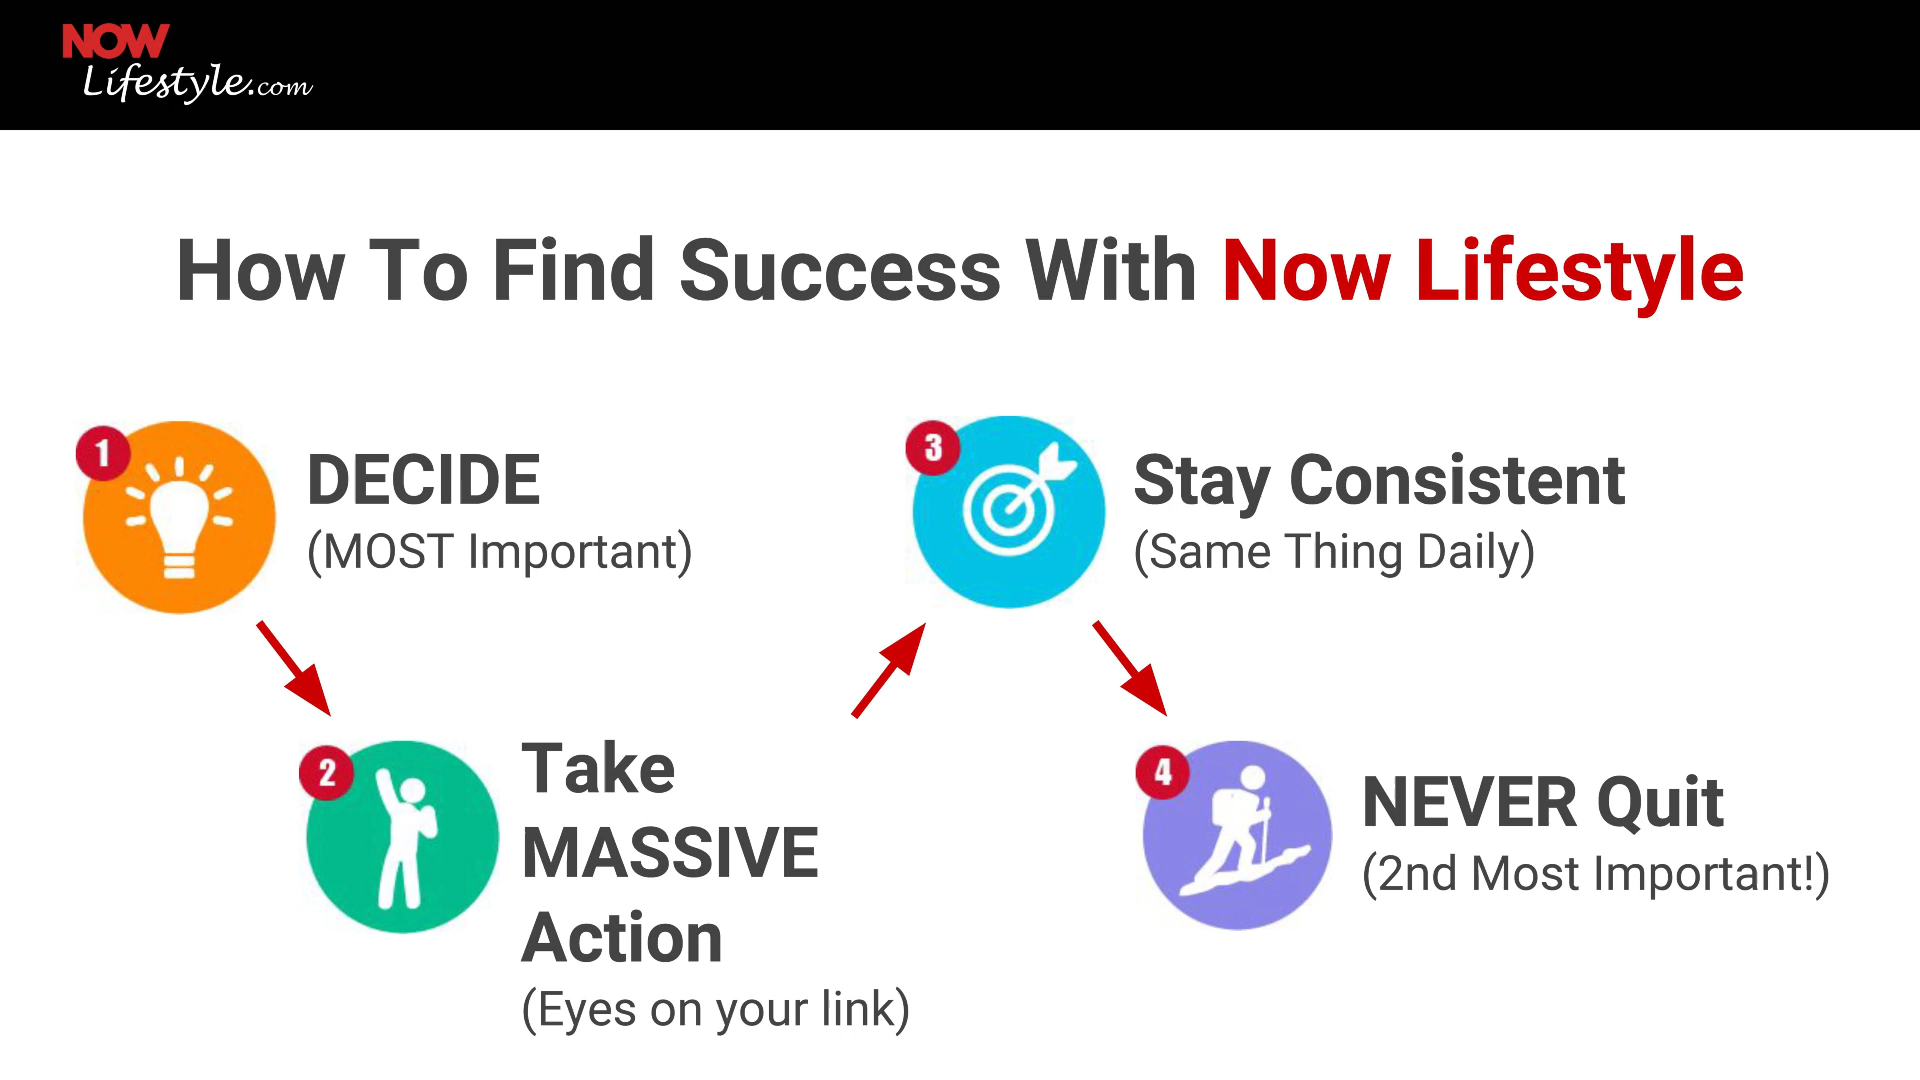 NOW
Lifestyle.com
How To Find Success With Now Lifestyle
1
DECIDE
(MOST Important)
2
Take
MASSIVE
Action
(Eyes on your link)
3
Stay Consistent
(Same Thing Daily)
4
NEVER Quit
(2nd Most Important!)